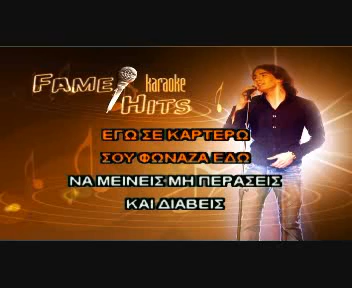 FAME karaoke
HITS
ΕΓΩ ΣΕ ΚΑΡΤΕΡΩ
ΣΟΥ ΦΩΝΑΖΑ ΕΔΩ
ΝΑ ΜΕΙΝΕΙΣ ΜΗ ΠΕΡΑΣΕΙΣ
ΚΑΙ ΔΙΑΒΕΙΣ